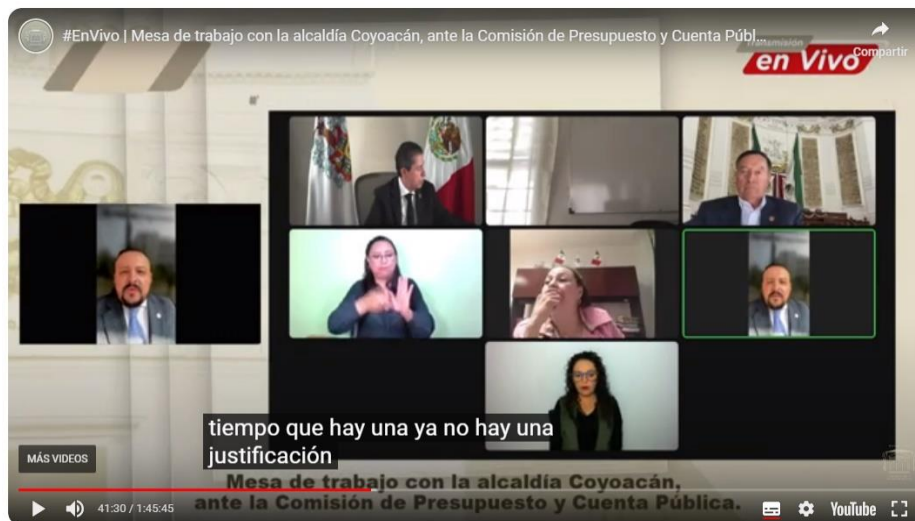 #EnVivo | Mesa de trabajo con la alcaldía Coyoacán, ante la Comisión de Presupuesto y Cuenta Públ...
Compartir
Transmisión
en Vivo
tiempo que hay una ya no hay una
justificación
MÁS VIDEOS
Mesa de trabajo con la alcaldía Coyoacán,
ante la Comisión de Presupuesto y Cuenta Pública.
41:30 / 1:45:45
YouTube